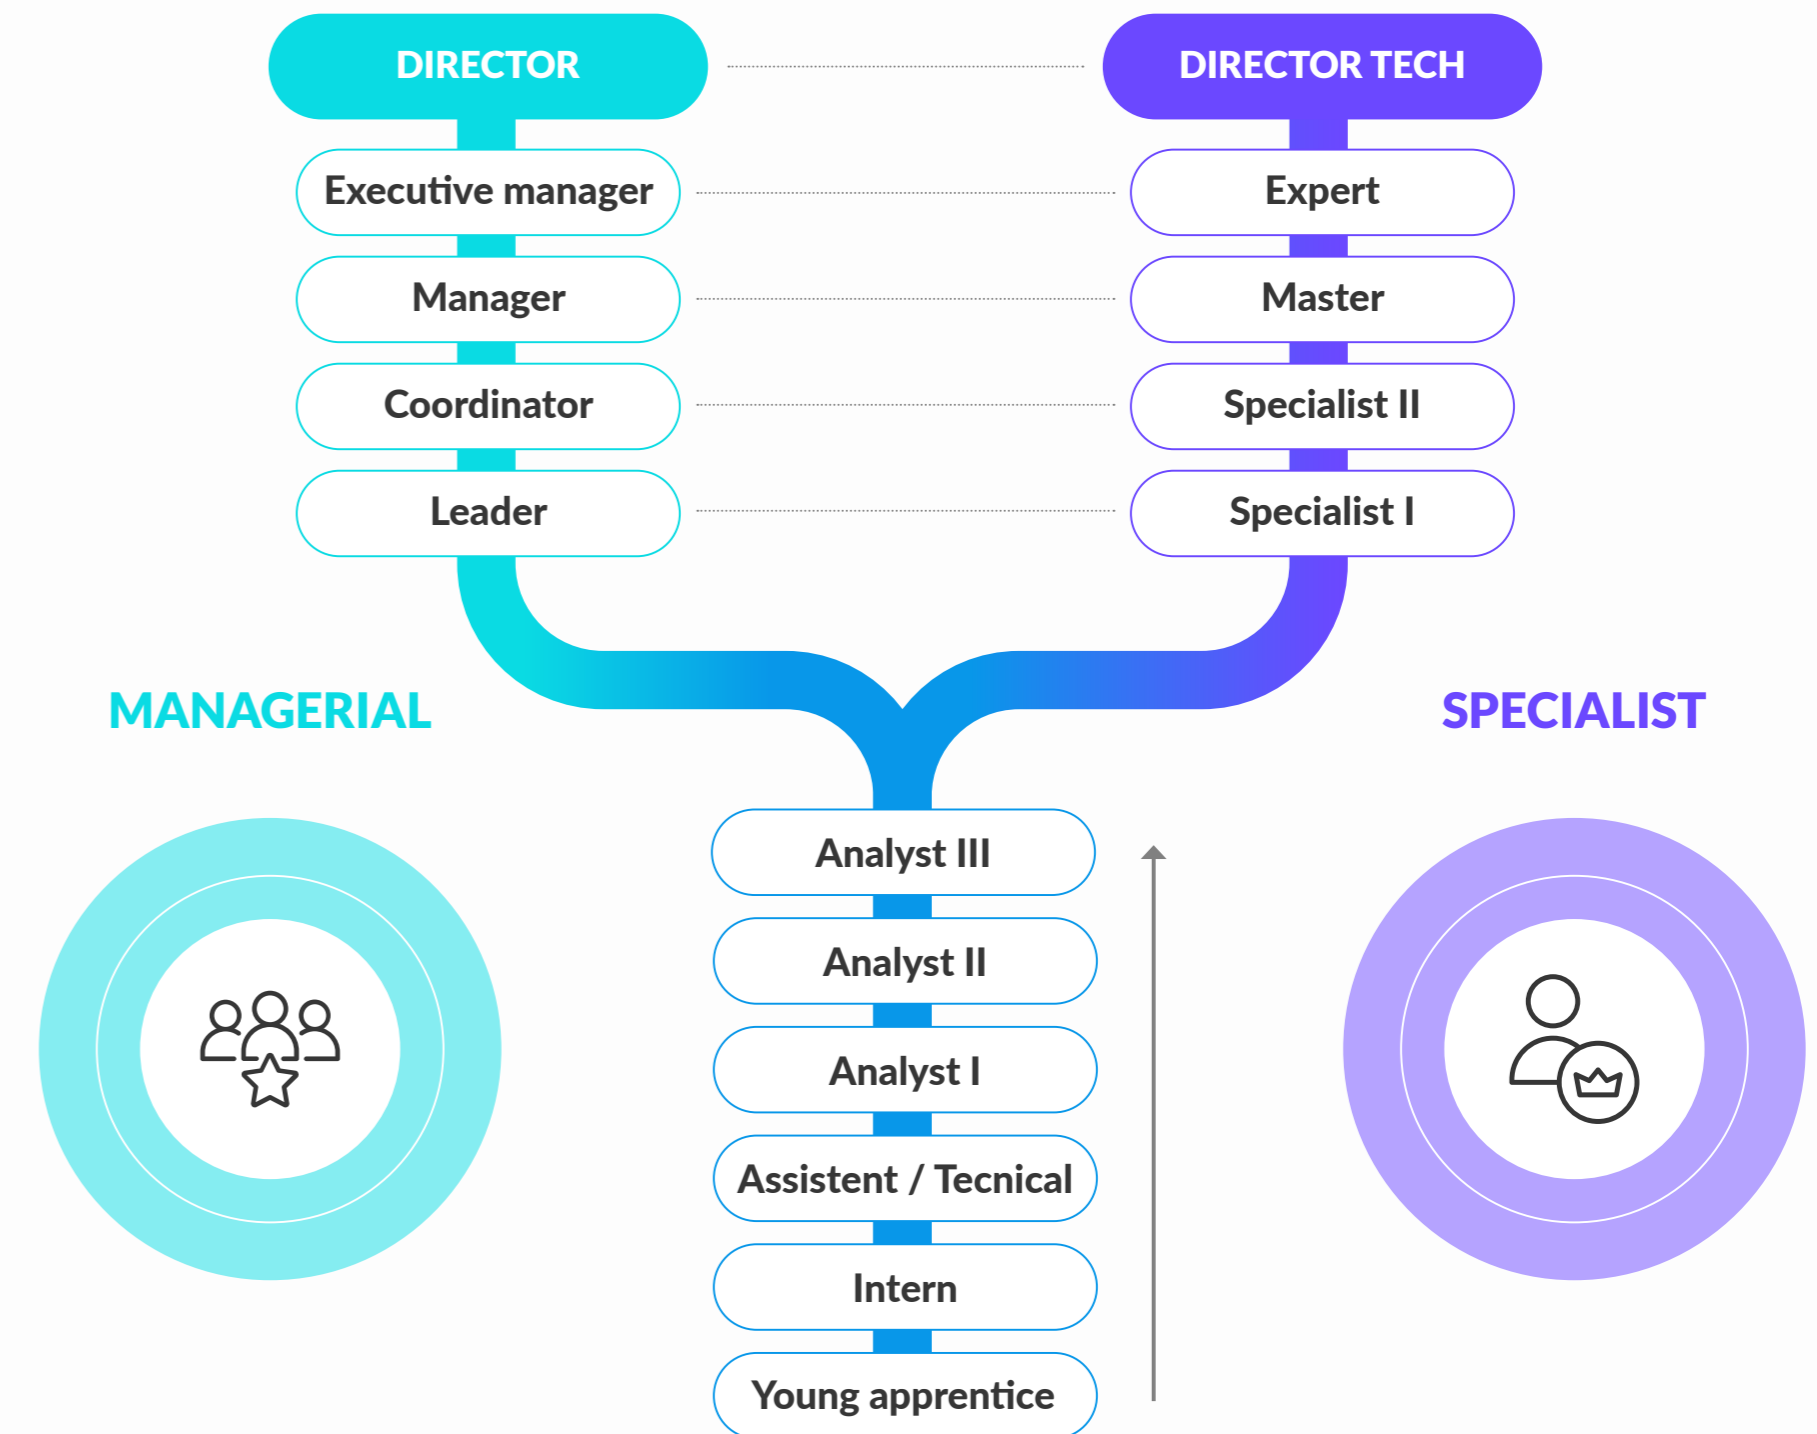 DIRECTOR
DIRECTOR TECH
Executive manager
Expert
Manager
Master
Coordinator
Specialist II
Leader
Specialist I
MANAGERIAL
SPECIALIST
Analyst III
Analyst II
Analyst I
Assistent / Tecnical
Intern
Young apprentice